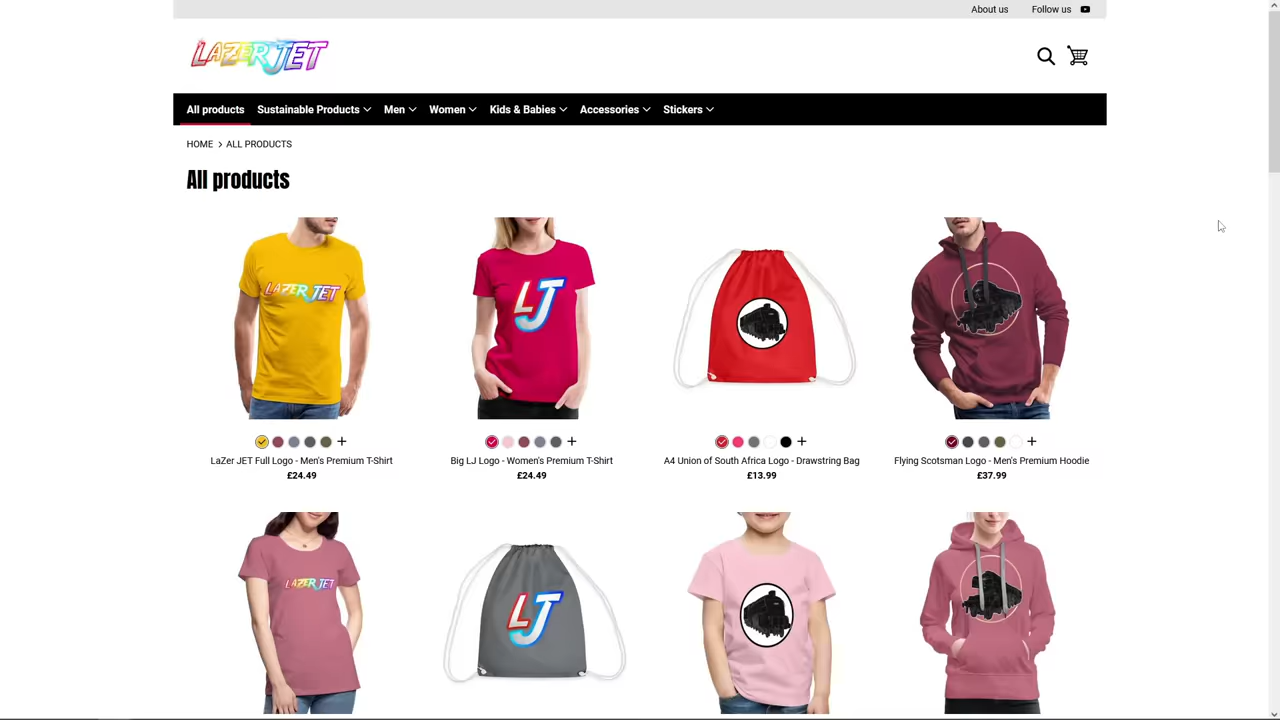 About us Follow us
LAZER JET
All products Sustainable Products Men Women Kids & Babies Accessories Stickers
HOME > ALL PRODUCTS
All products
LAZER JET
LJ
LaZer JET Full Logo - Men's Premium T-Shirt
£24.49
Big LJ Logo - Women's Premium T-Shirt
£24.49
A4 Union of South Africa Logo - Drawstring Bag
£13.99
Flying Scotsman Logo - Men's Premium Hoodie
£37.99
LAZER JET
LJ